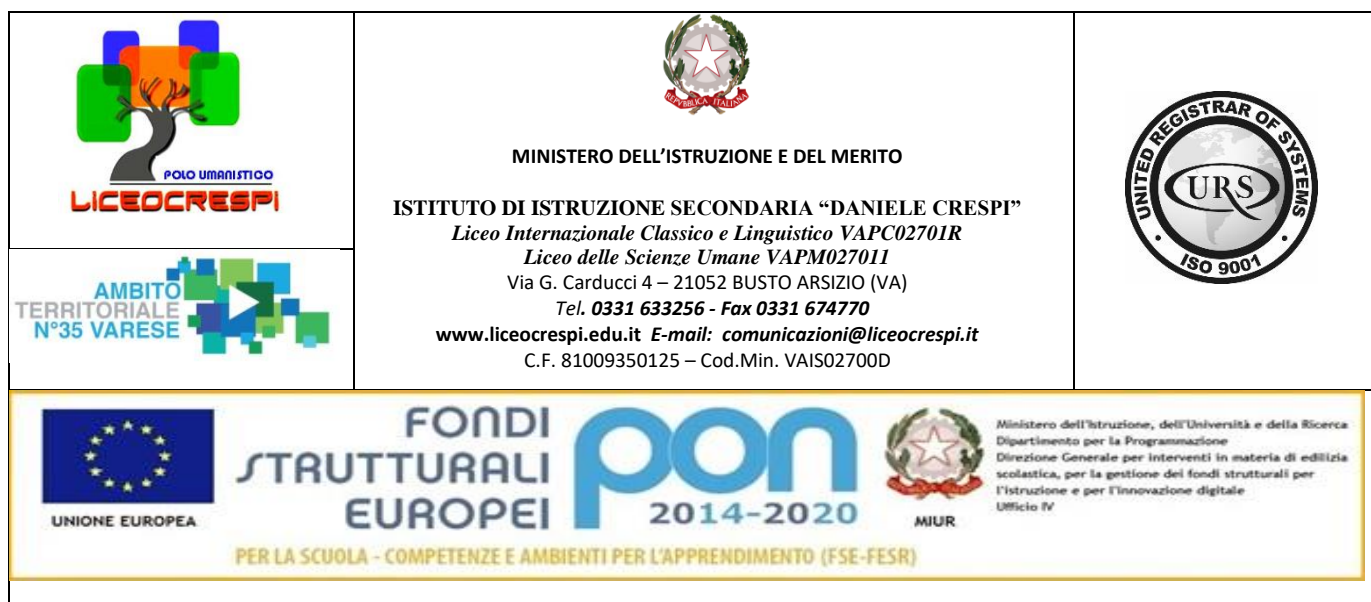 POLO UMANISTICO
LICEOCRESPI
AMBITO
TERRITORIALE
N°35 VARESE
REPVBBLICA ITALIANA
MINISTERO DELL’ISTRUZIONE E DEL MERITO
ISTITUTO DI ISTRUZIONE SECONDARIA “DANIELE CRESPI”
Liceo Internazionale Classico e Linguistico VAPC02701R
Liceo delle Scienze Umane VAPM027011
Via G. Carducci 4 – 21052 BUSTO ARSIZIO (VA)
Tel. 0331 633256 - Fax 0331 674770
www.liceocrespi.edu.it E-mail: comunicazioni@liceocrespi.it
C.F. 81009350125 – Cod.Min. VAIS02700D
UNITED REGISTRAR OF SYSTEMS
URS
· ISO 9001 ·
UNIONE EUROPEA
FONDI
STRUTTURALI
EUROPEI
pon
2014-2020
MIUR
Ministero dell'Istruzione, dell'Università e della Ricerca
Dipartimento per la Programmazione
Direzione Generale per interventi in materia di edilizia
scolastica, per la gestione dei fondi strutturali per
l'istruzione e per l'innovazione digitale
Ufficio IV
PER LA SCUOLA - COMPETENZE E AMBIENTI PER L'APPRENDIMENTO (FSE-FESR)